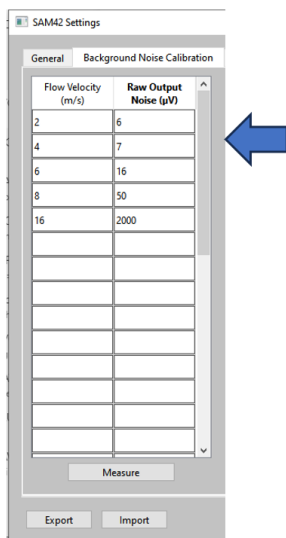 SAM42 Settings
General Background Noise Calibration
Flow Velocity Raw Output
(m/s) Noise (µV)
2 6
4 7
6 16
8 50
16 2000
Measure
Export Import